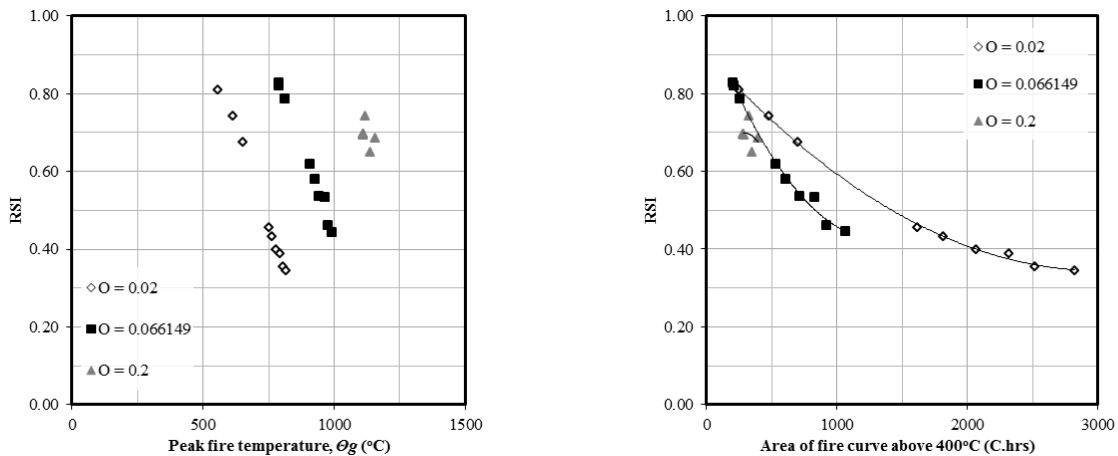 1.00
0.80
0.60
0.40
0.20
0.00
RSI
O = 0.02
O = 0.066149
O = 0.2
0 500 1000 1500
Peak fire temperature, Θg (°C)
1.00
0.80
0.60
0.40
0.20
0.00
RSI
O = 0.02
O = 0.066149
O = 0.2
0 1000 2000 3000
Area of fire curve above 400°C (C.hrs)